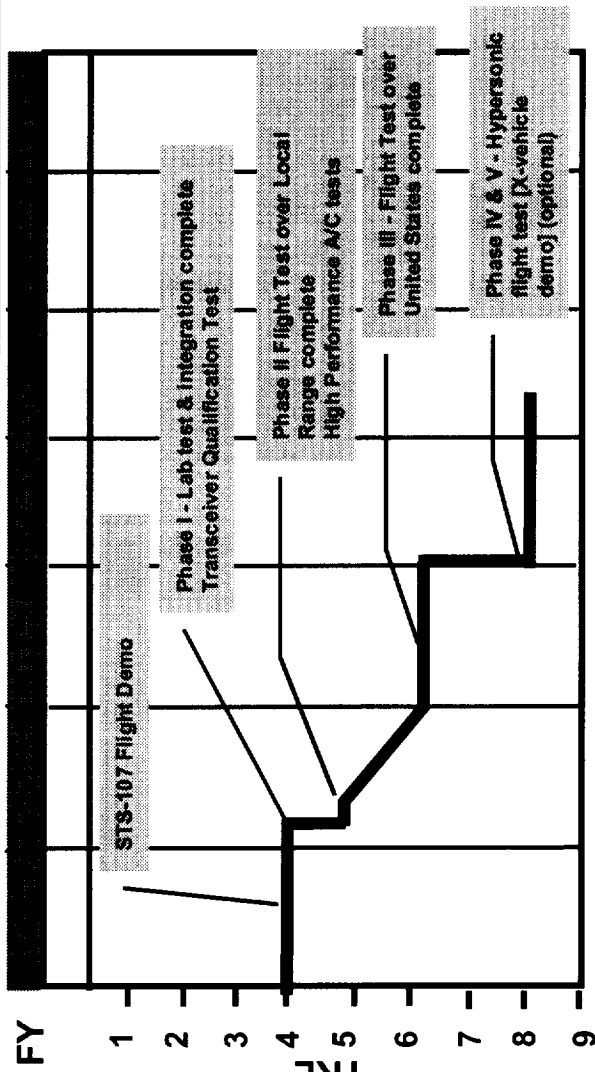 FY
1
2
3
4
5
6
7
8
9
STS-107 Flight Demo
Phase I - Lab test & Integration complete
Transceiver Qualification Test
Phase II Flight Test over Local
Range complete
High Performance A/C tests
Phase III - Flight Test over
United States complete
Phase IV & V - Hypersonic
flight test [X-vehicle
demo] (optional)